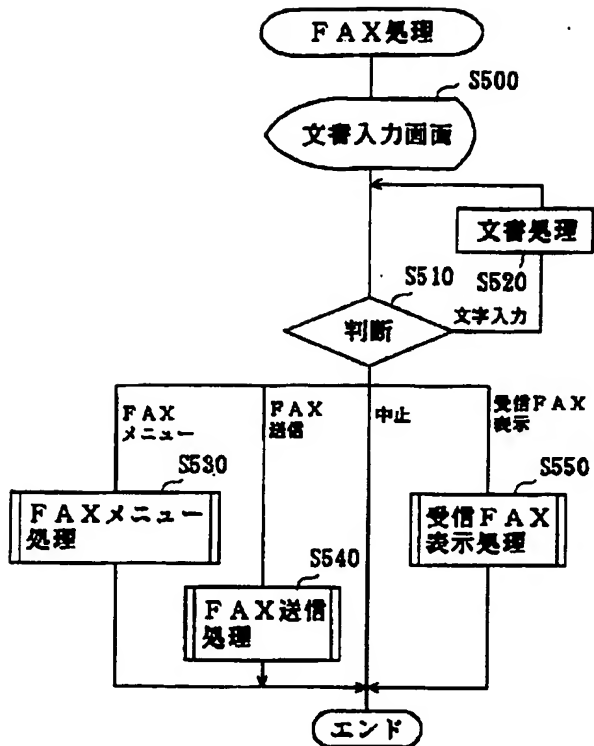 FAX処理
S500
文書入力画面
文書処理
S520
S510
判断
文字入力
FAX
メニュー
FAX
送信
中止
受信FAX
表示
S530
FAXメニュー
処理
S540
FAX送信
処理
S550
受信FAX
表示処理
エンド